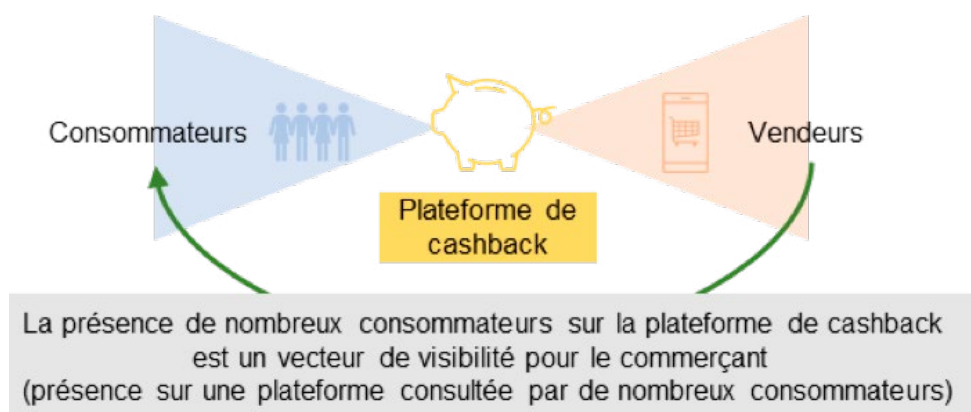 Consommateurs
Vendeurs
Plateforme de
cashback
La présence de nombreux consommateurs sur la plateforme de cashback
est un vecteur de visibilité pour le commerçant
(présence sur une plateforme consultée par de nombreux consommateurs)